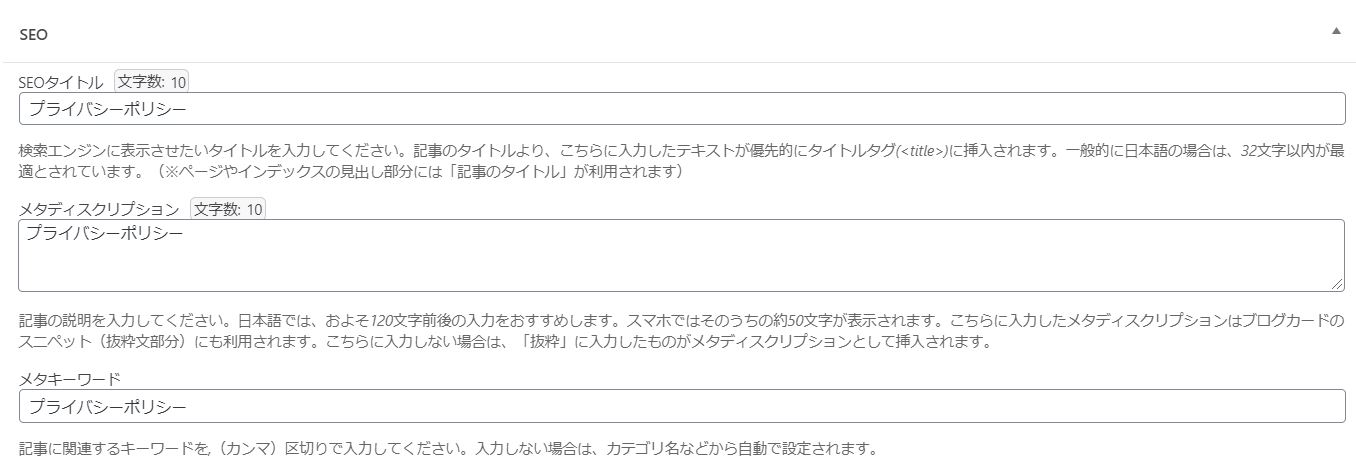 SEO
SEOタイトル 文字数: 10
プライバシーポリシー
検索エンジンに表示させたいタイトルを入力してください。記事のタイトルより、こちらに入力したテキストが優先的にタイトルタグ(<title>)に挿入されます。一般的に日本語の場合は、32文字以内が最
適とされています。（※ページやインデックスの見出し部分には「記事のタイトル」が利用されます）
メタディスクリプション 文字数: 10
プライバシーポリシー
記事の説明を入力してください。日本語では、およそ120文字前後の入力をおすすめします。スマホではそのうちの約50文字が表示されます。こちらに入力したメタディスクリプションはブログカードの
スニペット（抜粋文部分）にも利用されます。こちらに入力しない場合は、「抜粋」に入力したものがメタディスクリプションとして挿入されます。
メタキーワード
プライバシーポリシー
記事に関連するキーワードを,（カンマ）区切りで入力してください。入力しない場合は、カテゴリ名などから自動で設定されます。